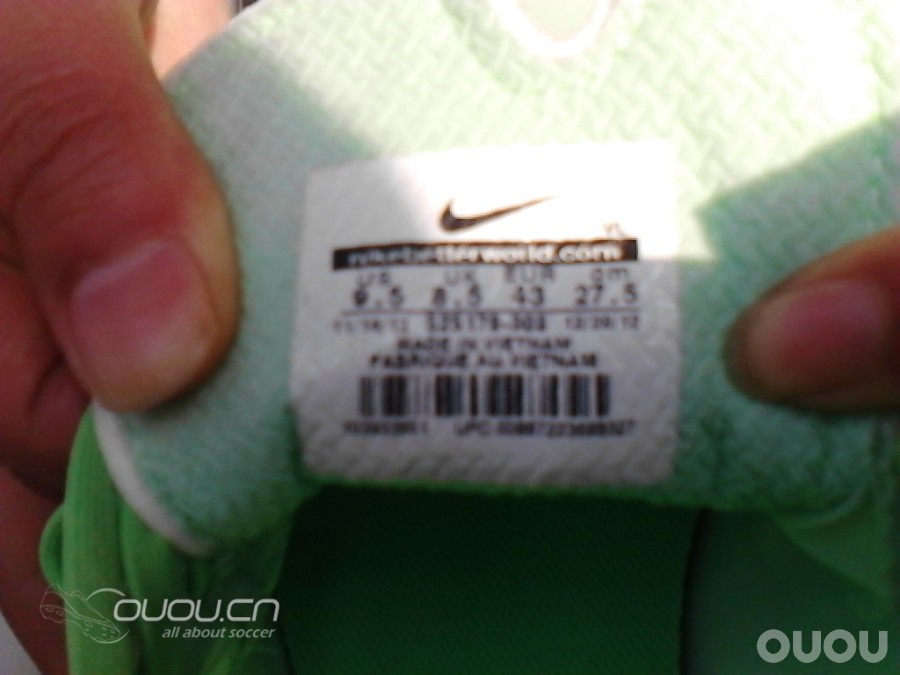 YL
nikebetterworld.com
US UK EUR cm
9.5 8.5 43 27.5
MADE IN VIETNAM
FABRIQUE AU VIETNAM
OUOU.CN
all about soccer
OUOU